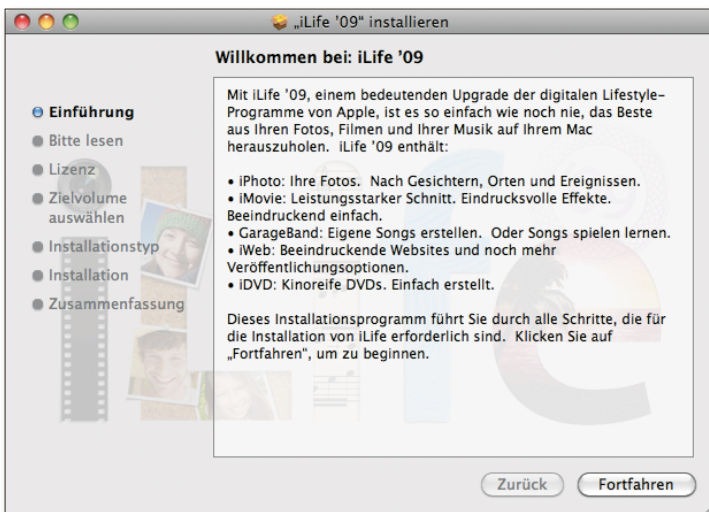 „iLife '09“ installieren
Willkommen bei: iLife ’09
Einführung
Bitte lesen
Lizenz
Zielvolume
auswählen
Installationstyp
Installation
Zusammenfassung
Mit iLife ’09, einem bedeutenden Upgrade der digitalen Lifestyle-
Programme von Apple, ist es so einfach wie noch nie, das Beste
aus Ihren Fotos, Filmen und Ihrer Musik auf Ihrem Mac
herauszuholen.  iLife ’09 enthält:
• iPhoto: Ihre Fotos.  Nach Gesichtern, Orten und Ereignissen.
• iMovie: Leistungsstarker Schnitt. Eindrucksvolle Effekte.
Beeindruckend einfach.
• GarageBand: Eigene Songs erstellen.  Oder Songs spielen lernen.
• iWeb: Beeindruckende Websites und noch mehr
Veröffentlichungsoptionen.
• iDVD: Kinoreife DVDs. Einfach erstellt.
Dieses Installationsprogramm führt Sie durch alle Schritte, die für
die Installation von iLife erforderlich sind.  Klicken Sie auf
„Fortfahren“, um zu beginnen.
Zurück
Fortfahren